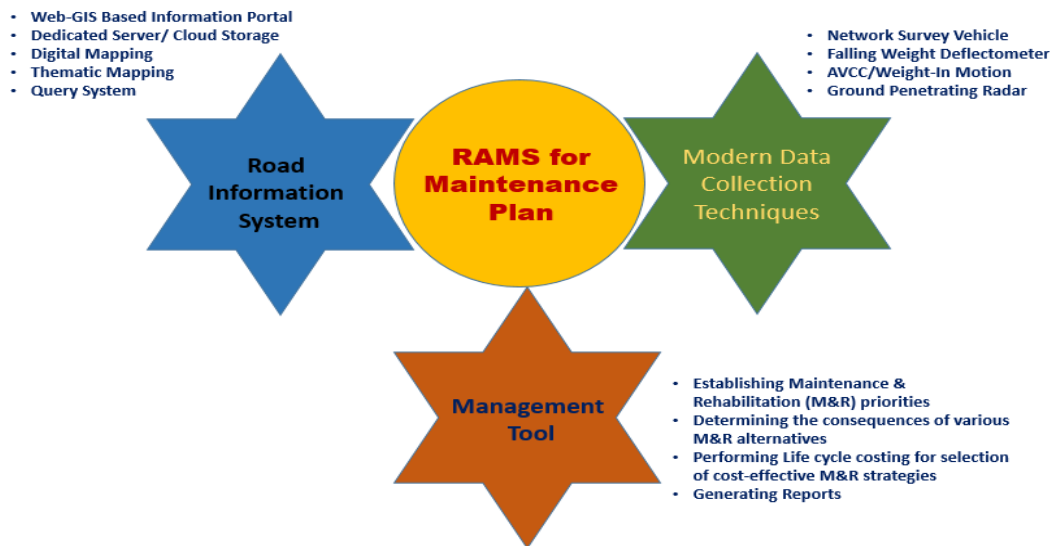 • Web-GIS Based Information Portal
• Dedicated Server/ Cloud Storage
• Digital Mapping
• Thematic Mapping
• Query System
• Network Survey Vehicle
• Falling Weight Deflectometer
• AVCC/Weight-In Motion
• Ground Penetrating Radar
Road
Information
System
RAMS for
Maintenance
Plan
Modern Data
Collection
Techniques
Management
Tool
• Establishing Maintenance &
Rehabilitation (M&R) priorities
• Determining the consequences of various
M&R alternatives
• Performing Life cycle costing for selection
of cost-effective M&R strategies
• Generating Reports